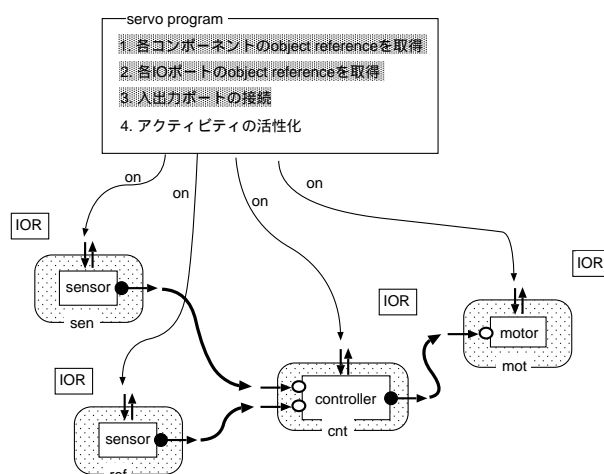 servo program
1. 各コンポーネントのobject referenceを取得
2. 各IOポートのobject referenceを取得
3. 入出力ポートの接続
4. アクティビティの活性化
on
on
on
on
IOR
IOR
IOR
IOR
sensor
sen
motor
mot
controller
cnt
sensor
ref